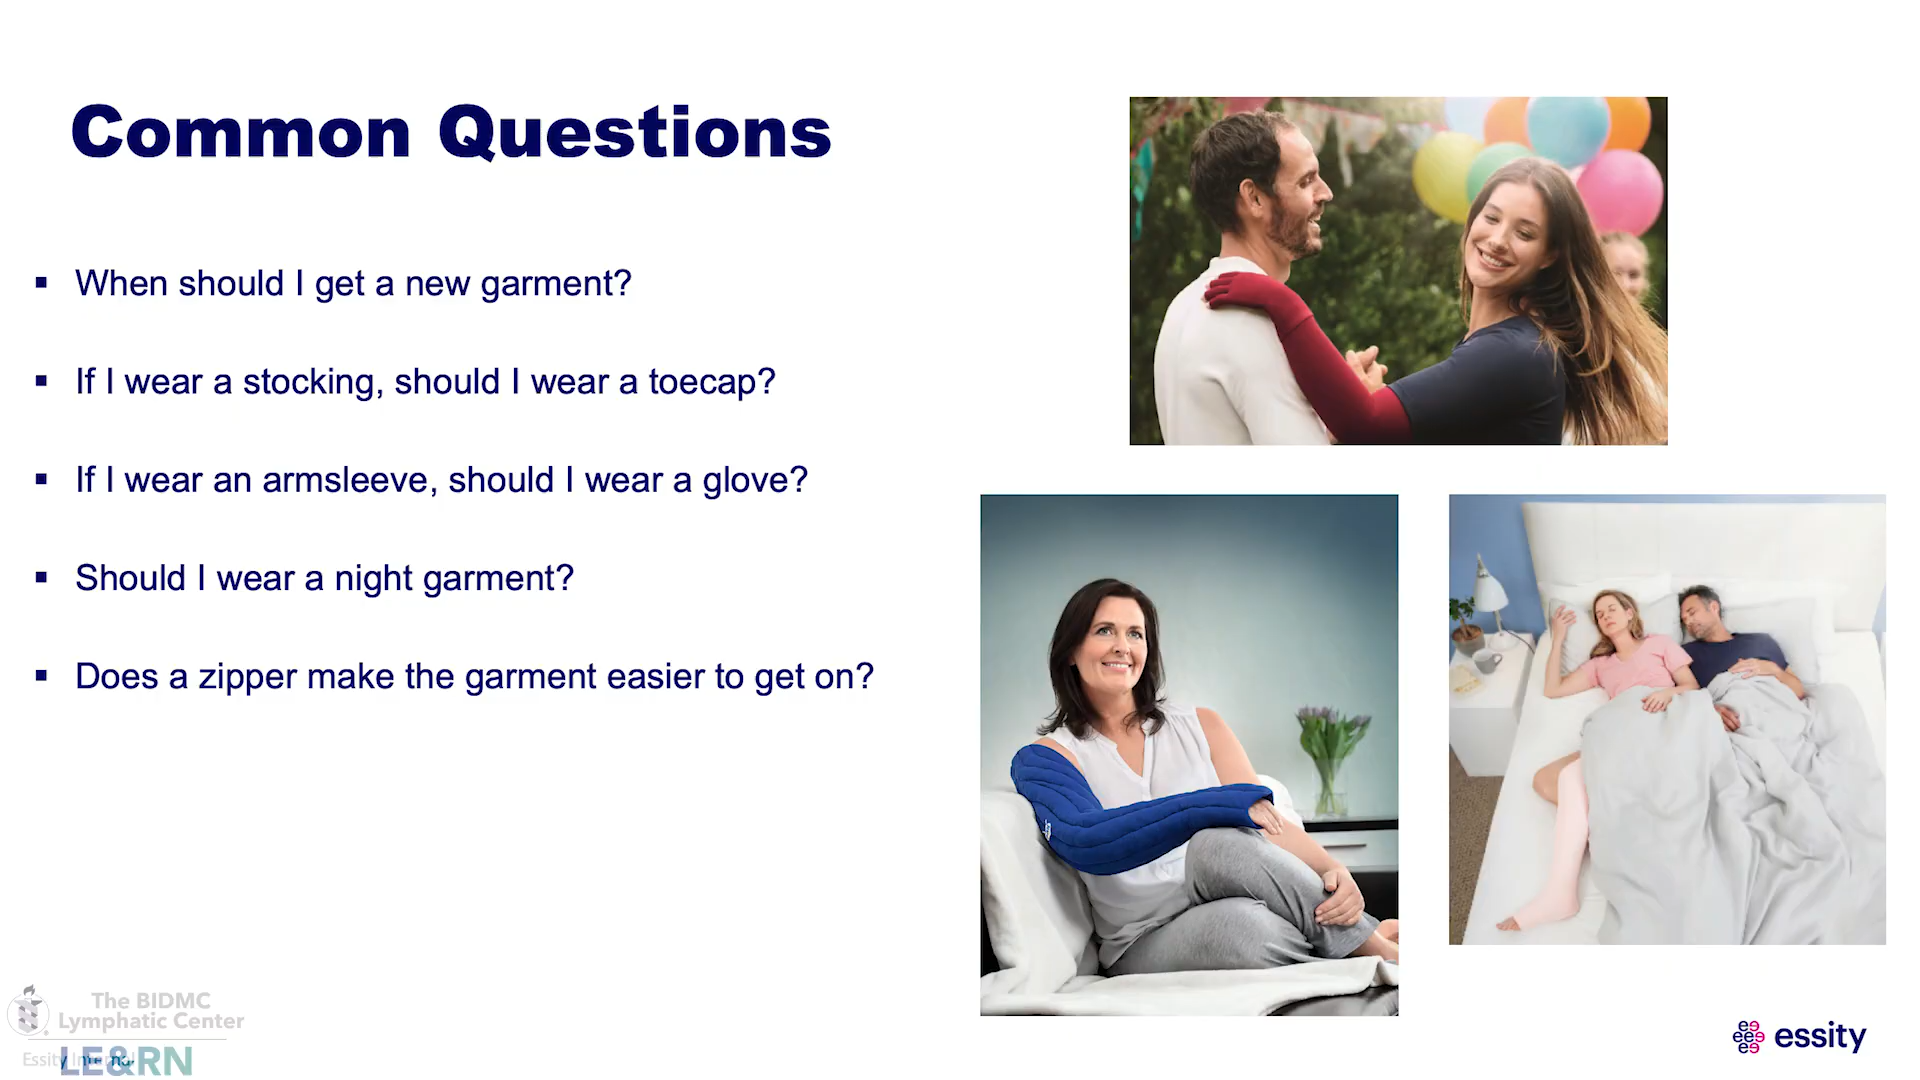 Common Questions
When should I get a new garment?
If I wear a stocking, should I wear a toecap?
If I wear an armsleeve, should I wear a glove?
Should I wear a night garment?
Does a zipper make the garment easier to get on?
The BIDMC
Lymphatic Center
Essity Internal
LE&RN
essity